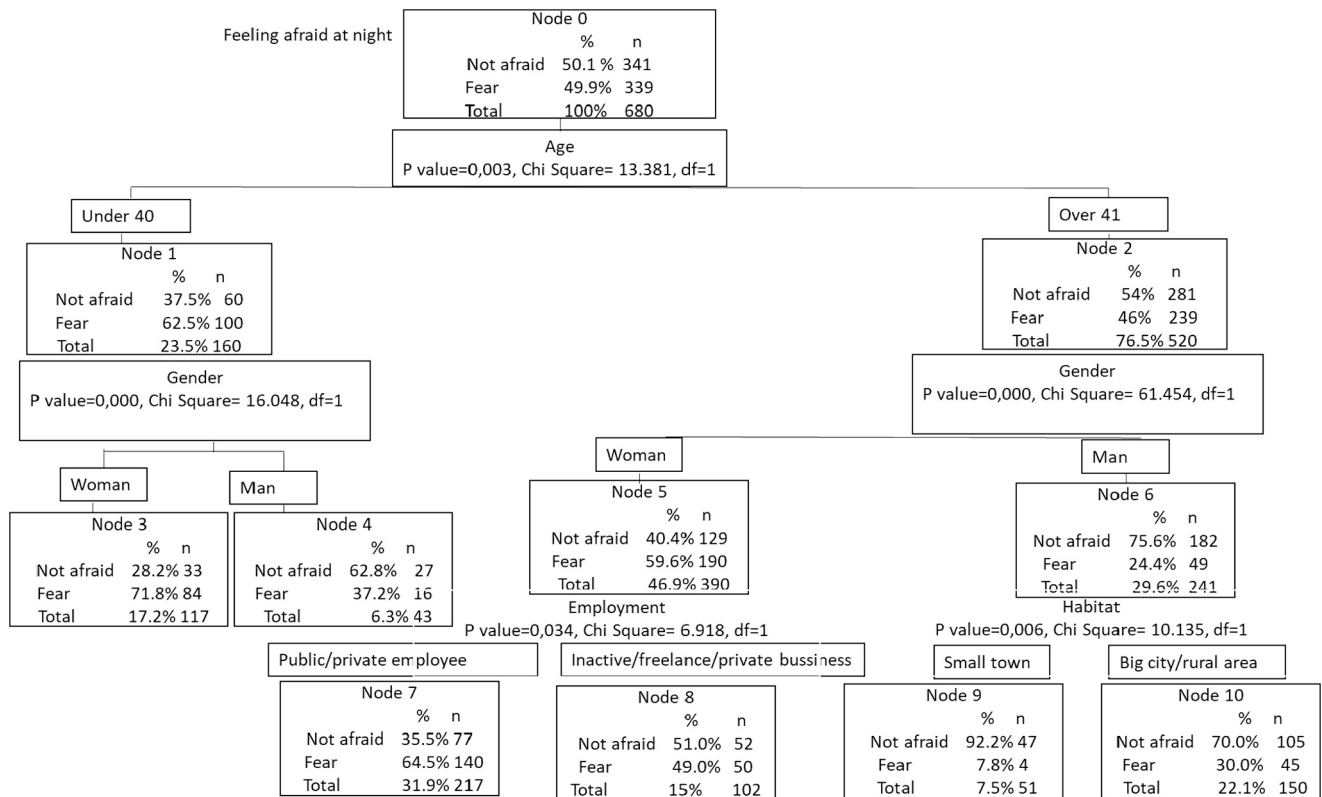 Feeling afraid at night
Node 0
% n
Not afraid 50.1 % 341
Fear 49.9% 339
Total 100% 680
Age
P value=0,003, Chi Square= 13.381, df=1
Under 40
Node 1
% n
Not afraid 37.5% 60
Fear 62.5% 100
Total 23.5% 160
Gender
P value=0,000, Chi Square= 16.048, df=1
Over 41
Node 2
% n
Not afraid 54% 281
Fear 46% 239
Total 76.5% 520
Gender
P value=0,000, Chi Square= 61.454, df=1
Woman
Node 3
% n
Not afraid 28.2% 33
Fear 71.8% 84
Total 17.2% 117
Man
Node 4
% n
Not afraid 62.8% 27
Fear 37.2% 16
Total 6.3% 43
Woman
Node 5
% n
Not afraid 40.4% 129
Fear 59.6% 190
Total 46.9% 390
Employment
P value=0,034, Chi Square= 6.918, df=1
Man
Node 6
% n
Not afraid 75.6% 182
Fear 24.4% 49
Total 29.6% 241
Habitat
P value=0,006, Chi Square= 10.135, df=1
Public/private employee
Node 7
% n
Not afraid 35.5% 77
Fear 64.5% 140
Total 31.9% 217
Inactive/freelance/private bussiness
Node 8
% n
Not afraid 51.0% 52
Fear 49.0% 50
Total 15% 102
Small town
Node 9
% n
Not afraid 92.2% 47
Fear 7.8% 4
Total 7.5% 51
Big city/rural area
Node 10
% n
Not afraid 70.0% 105
Fear 30.0% 45
Total 22.1% 150